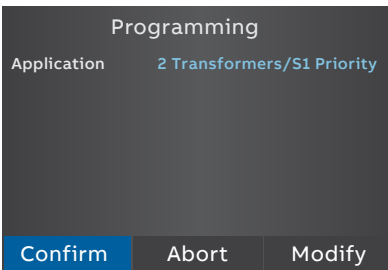 Programming
Application 2 Transformers/S1 Priority
Confirm Abort Modify